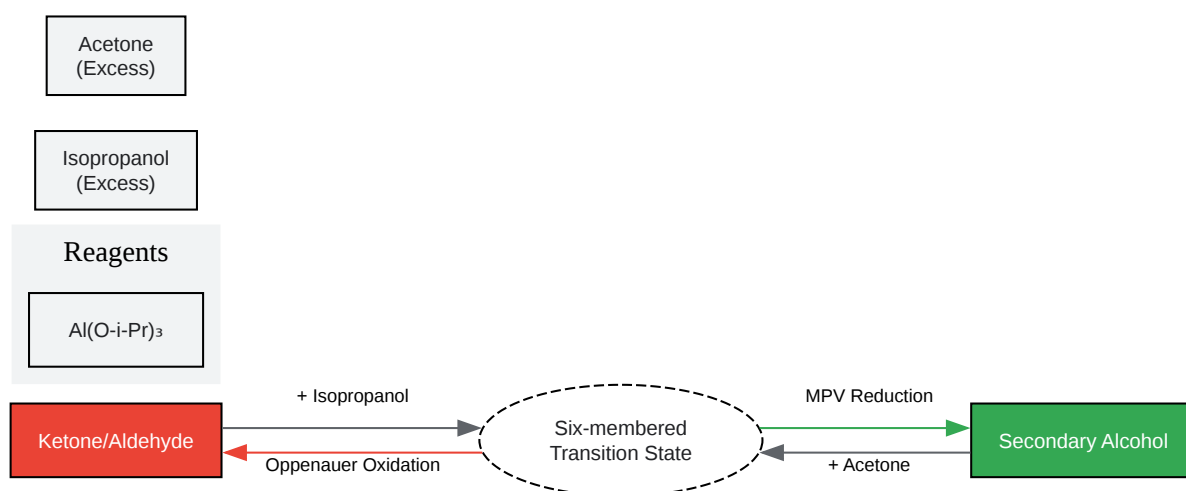 Acetone
(Excess)
Isopropanol
(Excess)
Reagents
Al(O-i-Pr)₃
+ Isopropanol
MPV Reduction
Ketone/Aldehyde
Six-membered
Transition State
Secondary Alcohol
Oppenauer Oxidation
+ Acetone